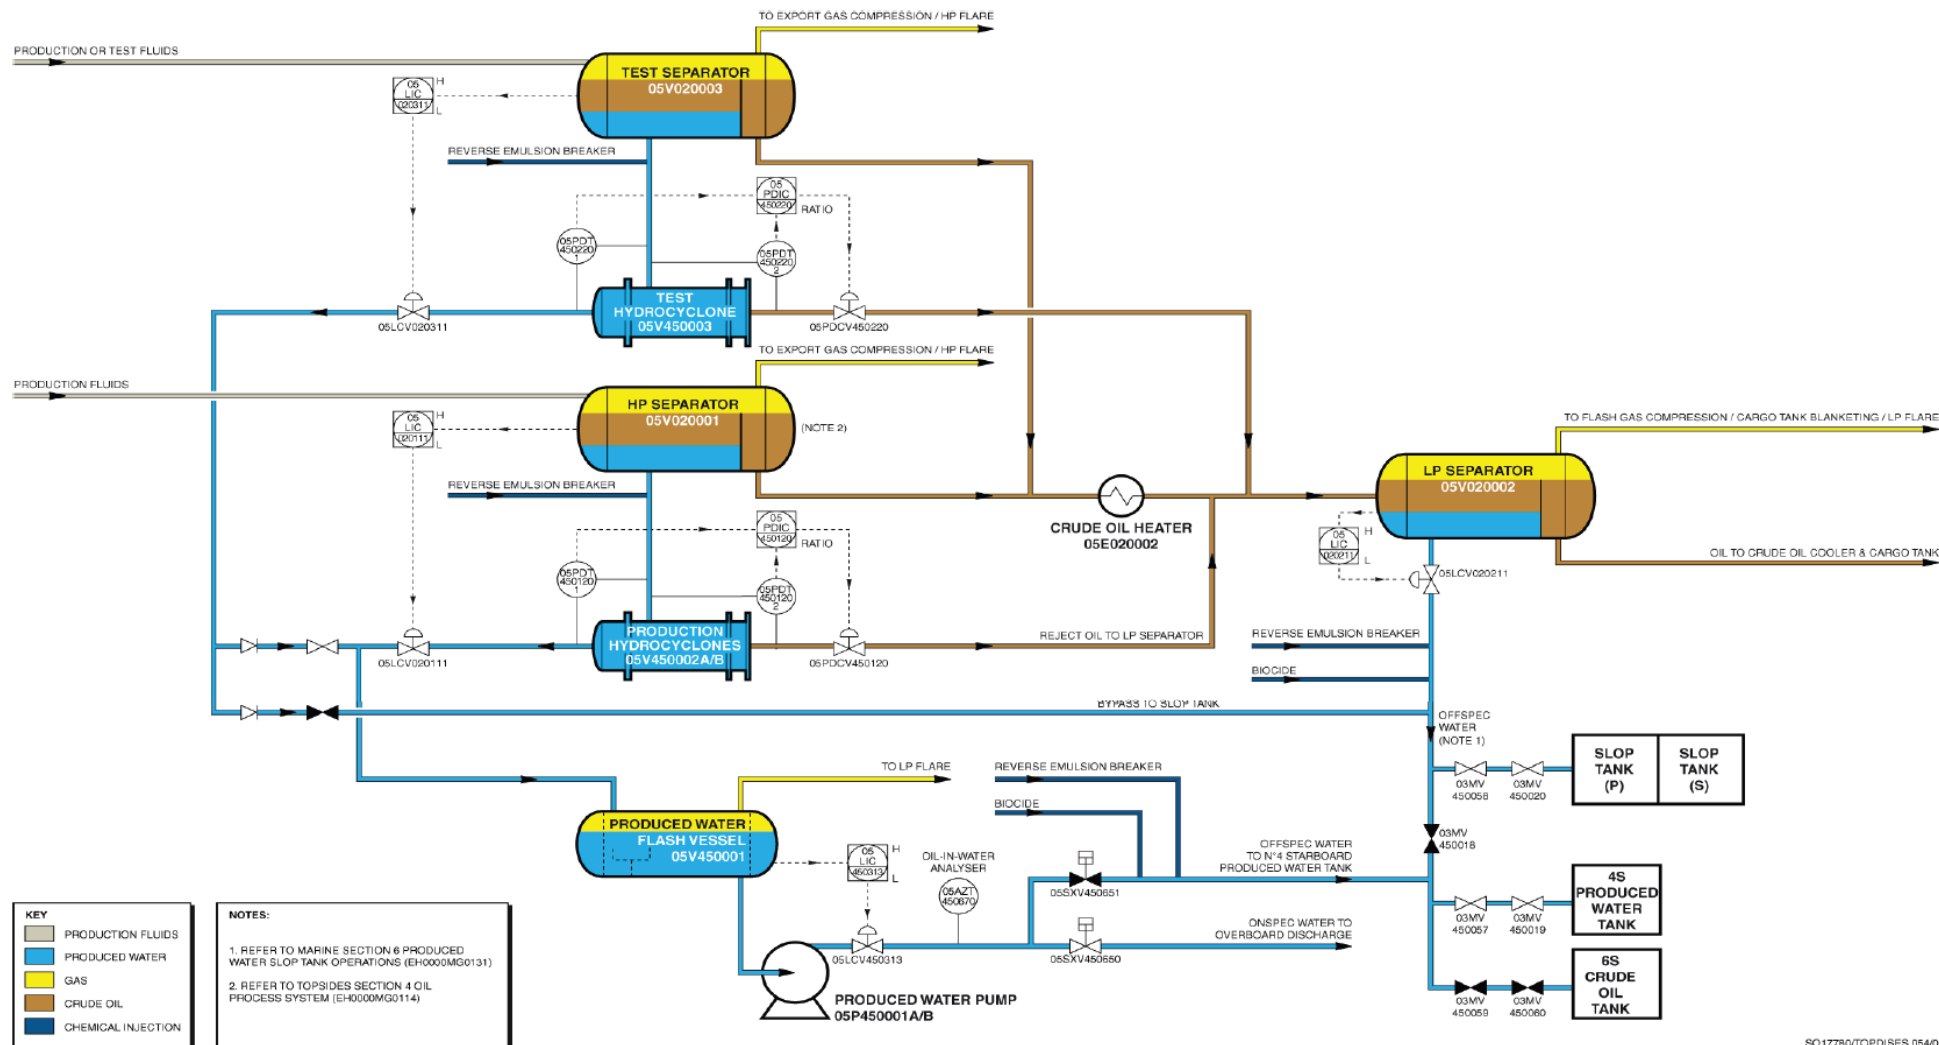 TO EXPORT GAS COMPRESSION / HP FLARE
PRODUCTION OR TEST FLUIDS
TEST SEPARATOR
05V020003
05
LIC
020311
H
L
REVERSE EMULSION BREAKER
05
PDIC
450220
RATIO
05PDT
450220
1
05PDT
450220
2
TEST
HYDROCYCLONE
05V450003
05LCV020311
05PDCV450220
TO EXPORT GAS COMPRESSION / HP FLARE
PRODUCTION FLUIDS
HP SEPARATOR
05V020001
(NOTE 2)
05
LIC
020111
H
L
REVERSE EMULSION BREAKER
05
PDIC
450120
RATIO
05PDT
450120
1
05PDT
450120
2
PRODUCTION
HYDROCYCLONES
05V450002A/B
05LCV020111
05PDCV450120
REJECT OIL TO LP SEPARATOR
CRUDE OIL HEATER
05E020002
TO FLASH GAS COMPRESSION / CARGO TANK BLANKETING / LP FLARE
LP SEPARATOR
05V020002
05
LIC
020211
H
L
05LCV020211
OIL TO CRUDE OIL COOLER & CARGO TANK
REVERSE EMULSION BREAKER
BIOCIDE
BYPASS TO SLOP TANK
OFFSPEC
WATER
(NOTE 1)
SLOP
TANK
(P)
SLOP
TANK
(S)
03MV
450058
03MV
450020
03MV
450018
TO LP FLARE
PRODUCED WATER
FLASH VESSEL
05V450001
05
LIC
450313
H
L
REVERSE EMULSION BREAKER
BIOCIDE
OIL-IN-WATER
ANALYSER
05AZT
450670
05SXV450651
OFFSPEC WATER
TO N°4 STARBOARD
PRODUCED WATER TANK
ONSPEC WATER TO
OVERBOARD DISCHARGE
05LCV450313
05SXV450650
PRODUCED WATER PUMP
05P450001A/B
4S
PRODUCED
WATER
TANK
03MV
450057
03MV
450019
6S
CRUDE
OIL
TANK
03MV
450059
03MV
450060
KEY
PRODUCTION FLUIDS
PRODUCED WATER
GAS
CRUDE OIL
CHEMICAL INJECTION
NOTES:
1. REFER TO MARINE SECTION 6 PRODUCED
WATER SLOP TANK OPERATIONS (EH0000MG0131)
2. REFER TO TOPSIDES SECTION 4 OIL
PROCESS SYSTEM (EH0000MG0114)